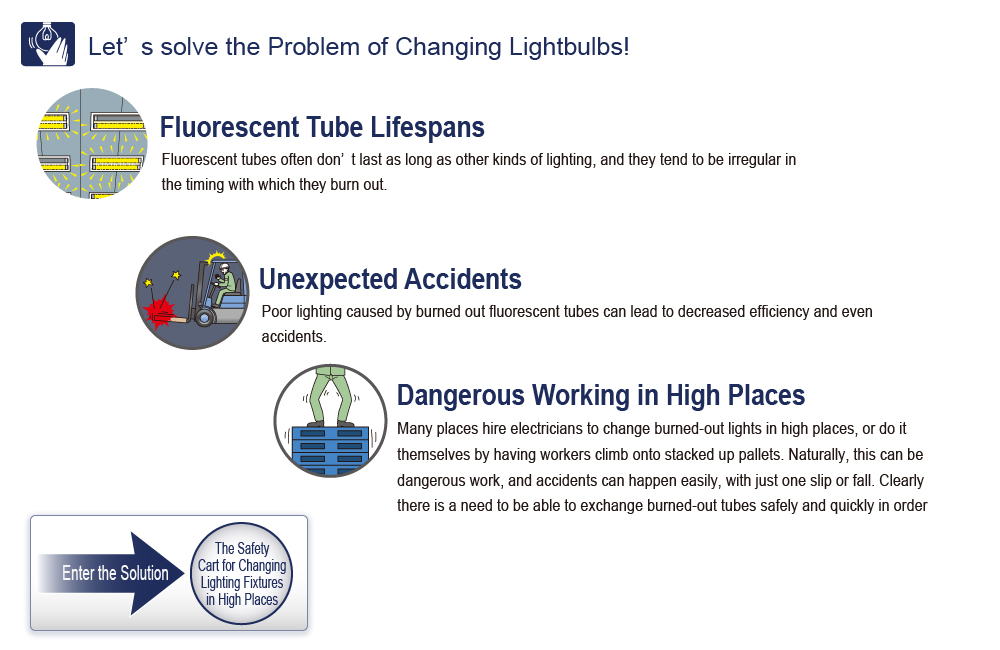 Let’s solve the Problem of Changing Lightbulbs!
Fluorescent Tube Lifespans
Fluorescent tubes often don’t last as long as other kinds of lighting, and they tend to be irregular in
the timing with which they burn out.
Unexpected Accidents
Poor lighting caused by burned out fluorescent tubes can lead to decreased efficiency and even
accidents.
Dangerous Working in High Places
Many places hire electricians to change burned-out lights in high places, or do it
themselves by having workers climb onto stacked up pallets. Naturally, this can be
dangerous work, and accidents can happen easily, with just one slip or fall. Clearly
there is a need to be able to exchange burned-out tubes safely and quickly in order
Enter the Solution
The Safety
Cart for Changing
Lighting Fixtures
in High Places